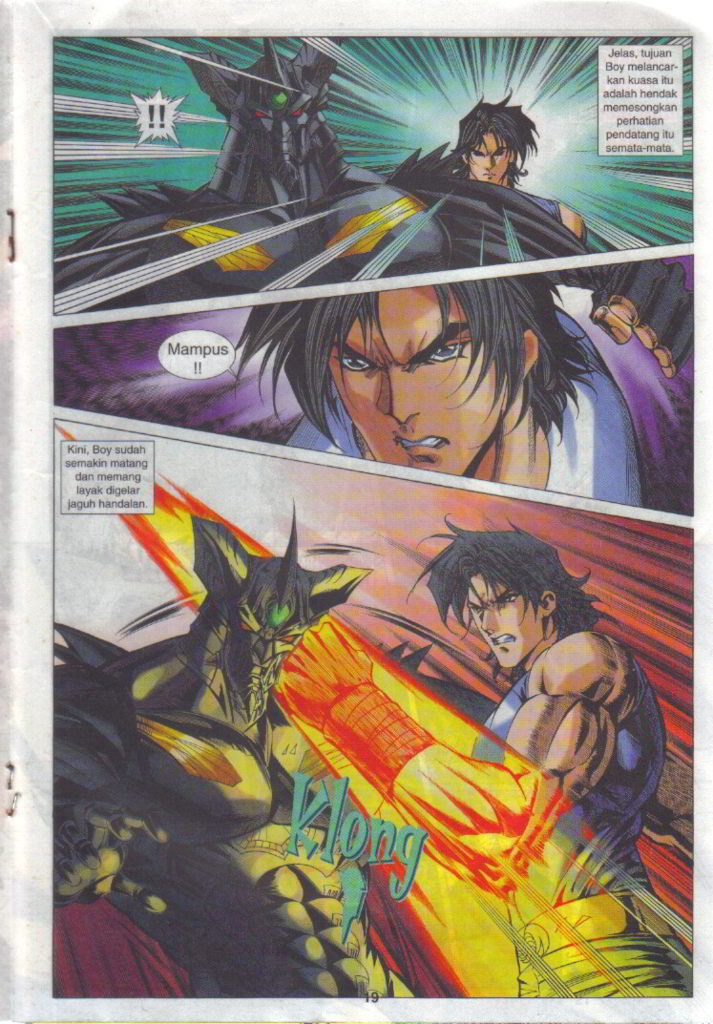 !!
Jelas, tujuan
Boy melancar-
kan kuasa itu
adalah hendak
memesongkan
perhatian
pendatang itu
semata-mata.
Mampus
!!
Kini, Boy sudah
semakin matang
dan memang
layak digelar
jaguh handalan.
Klong
!
19